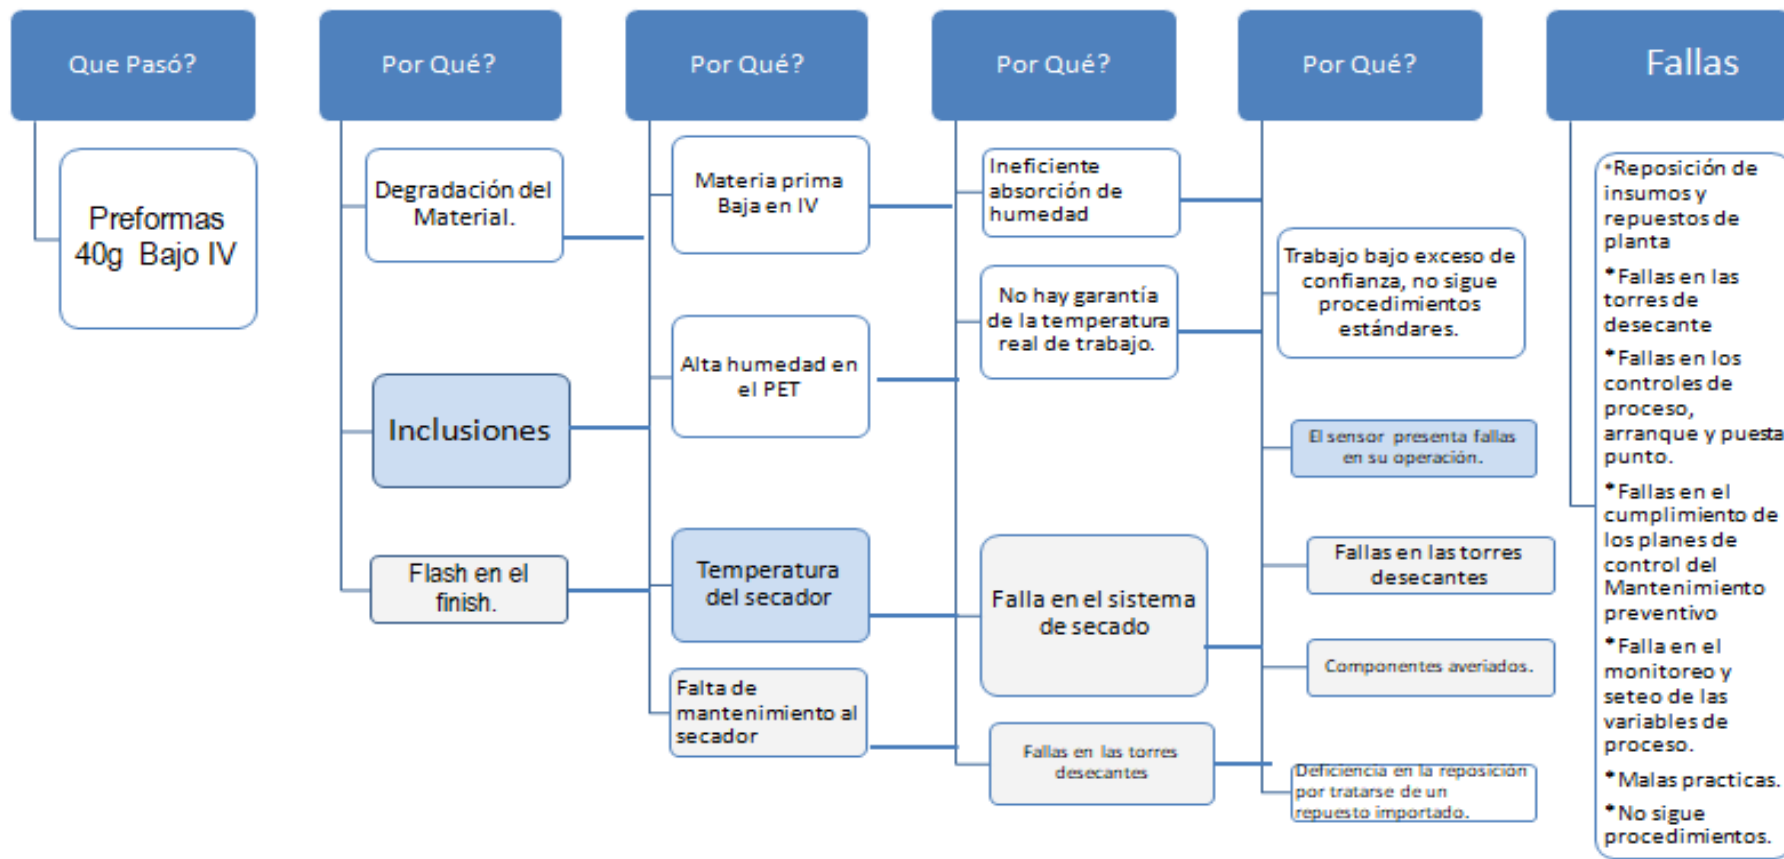 Que Pasó?
Preformas
40g Bajo IV
Por Qué?
Degradación del
Material.
Inclusiones
Flash en el
finish.
Por Qué?
Materia prima
Baja en IV
Alta humedad en
el PET
Temperatura
del secador
Falta de
mantenimiento al
secador
Por Qué?
Ineficiente
absorción de
humedad
No hay garantía
de la temperatura
real de trabajo.
Falla en el sistema
de secado
Fallas en las torres
desecantes
Por Qué?
Trabajo bajo exceso de
confianza, no sigue
procedimientos
estándares.
El sensor presenta fallas
en su operación.
Fallas en las torres
desecantes
Componentes averiados.
Deficiencia en la reposición
por tratarse de un
repuesto importado.
Fallas
*Reposición de
insumos y
repuestos de
planta
*Fallas en las
torres de
desecante
*Fallas en los
controles de
proceso,
arranque y puesta
punto.
*Fallas en el
cumplimiento de
los planes de
control del
Mantenimiento
preventivo
*Falla en el
monitoreo y
seteo de las
variables de
proceso.
*Malas practicas.
*No sigue
procedimientos.